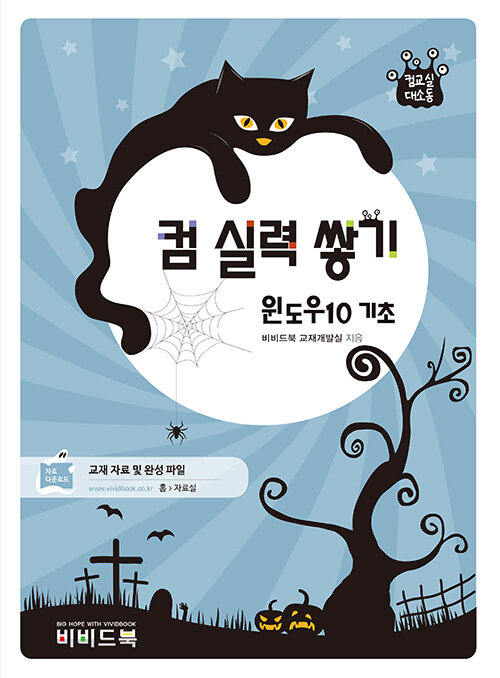 컴교실
대소동
컴 실력 쌓기
윈도우10 기초
비비드북 교재개발실 지음
자료
다운로드
교재 자료 및 완성 파일
www.vividbook.co.kr 홈 > 자료실
BIG HOPE WITH VIVIDBOOK
비비드북